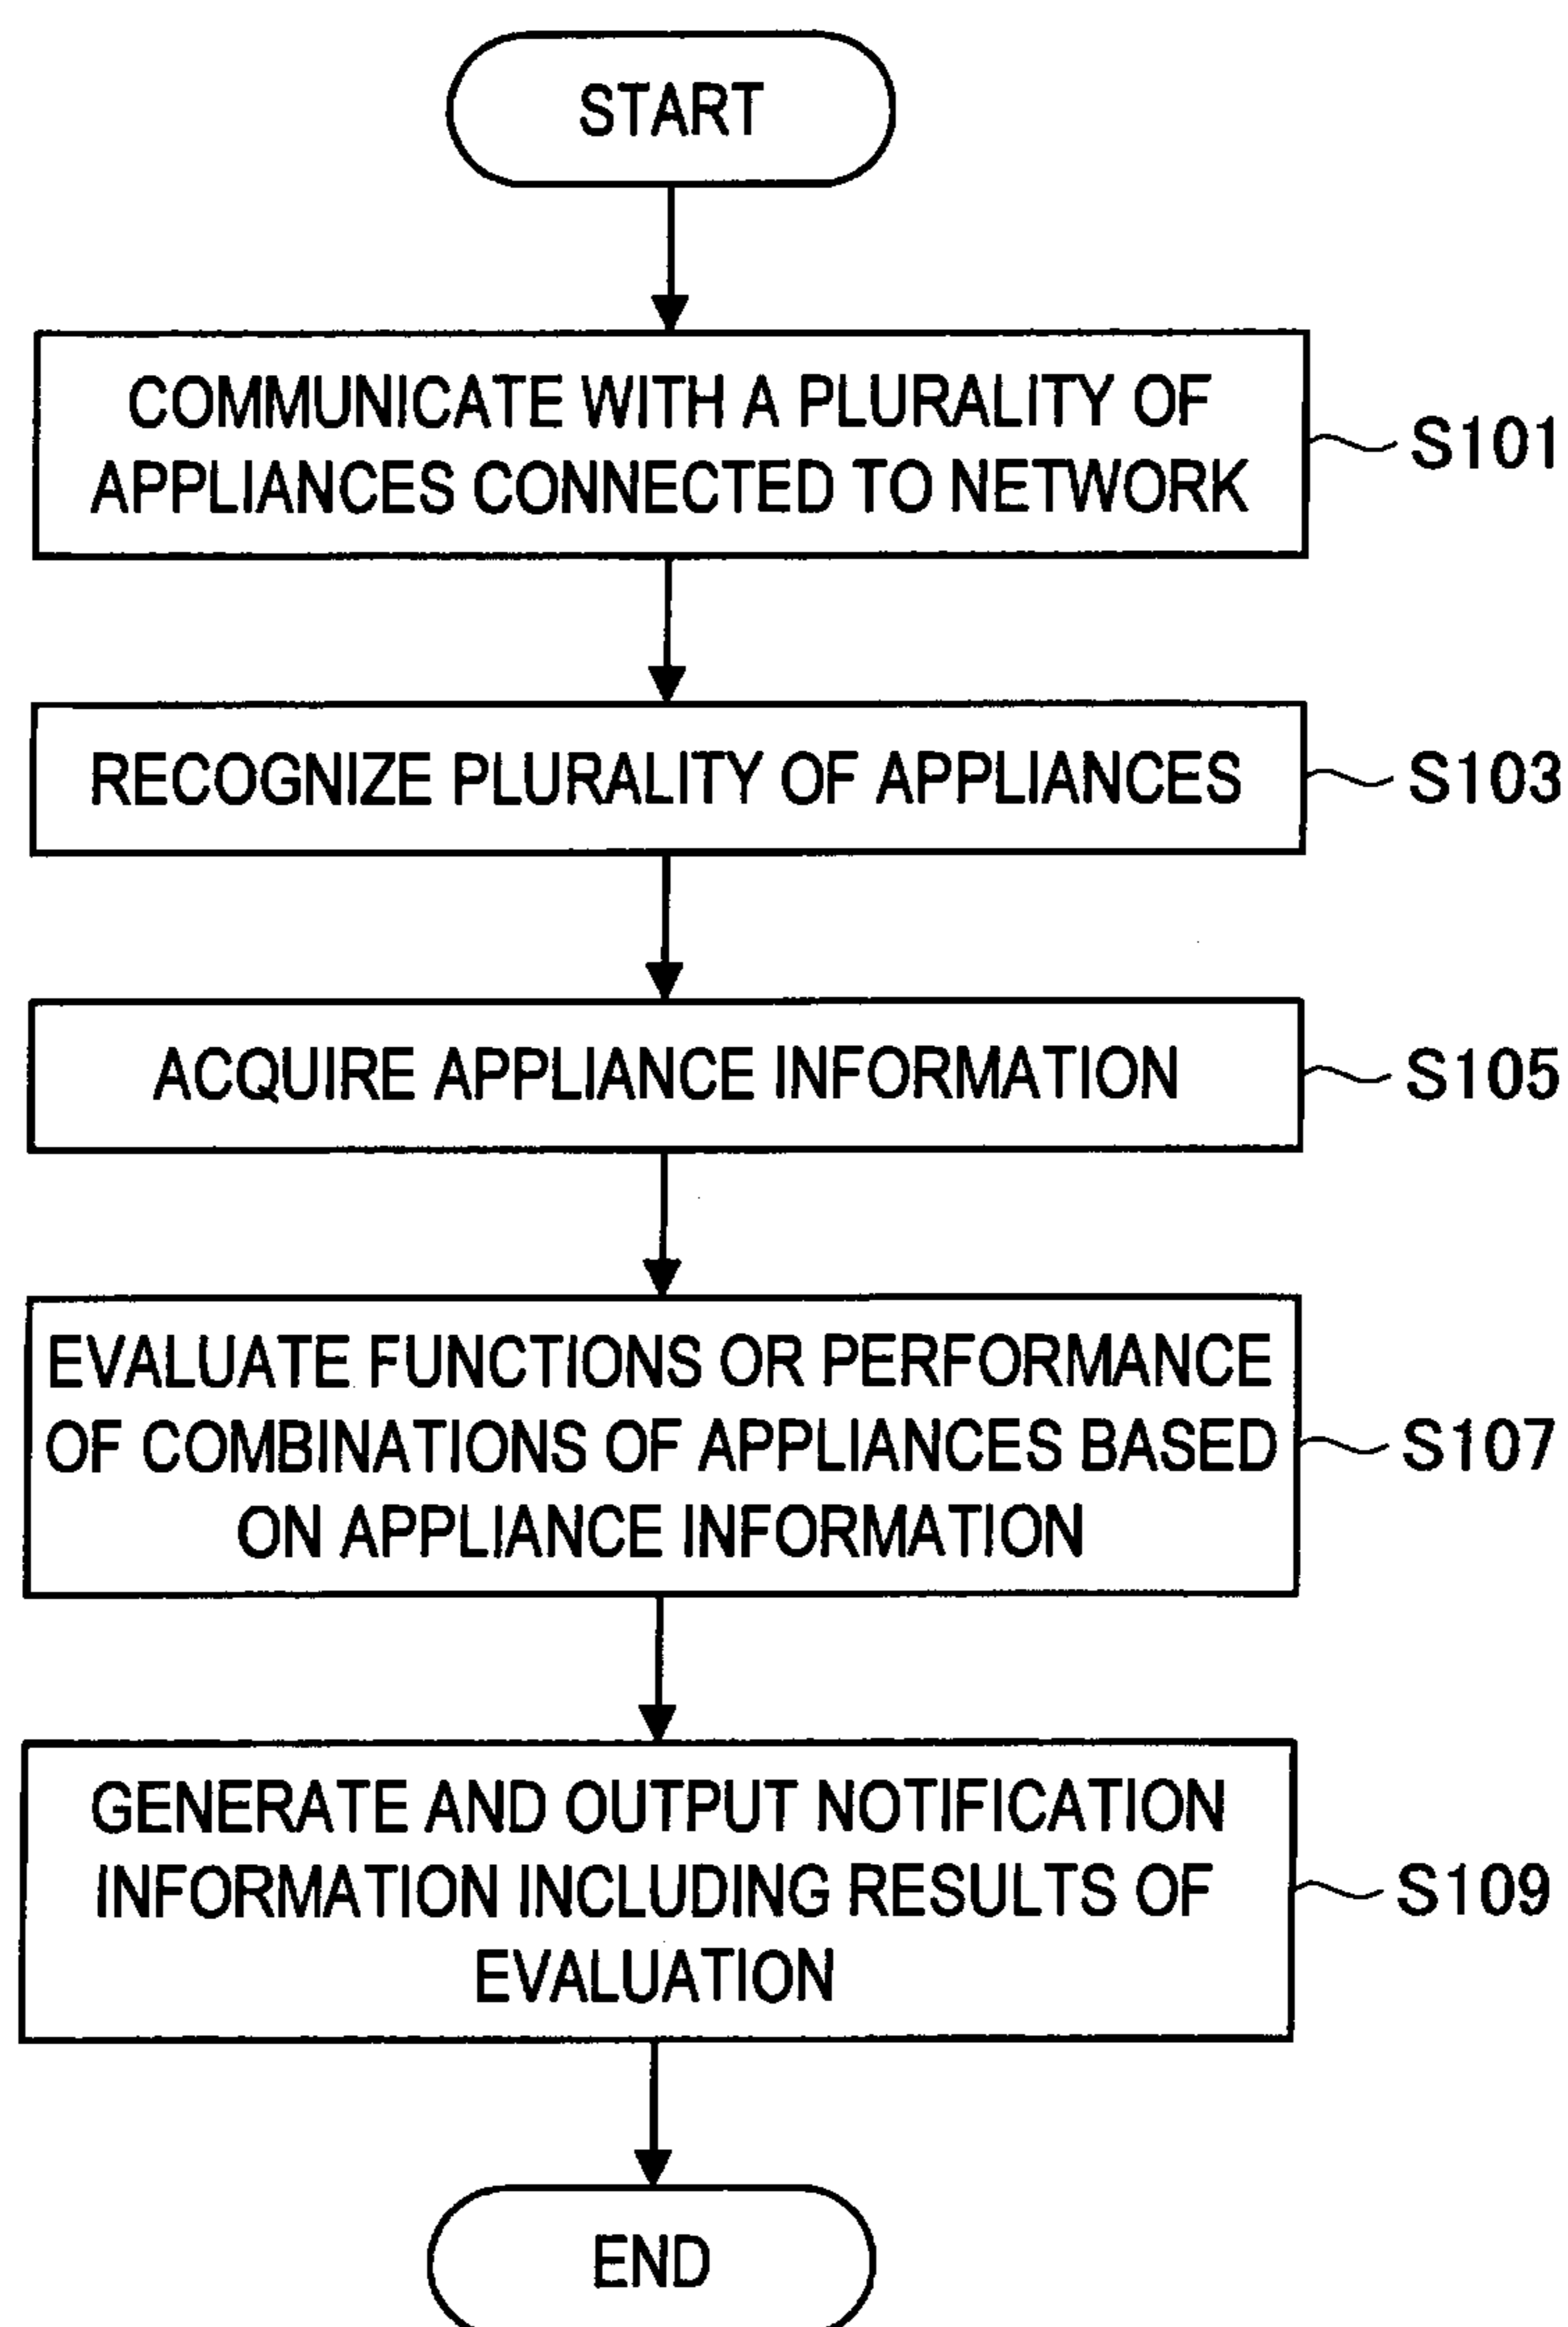 START
COMMUNICATE WITH A PLURALITY OF
APPLIANCES CONNECTED TO NETWORK
S101
RECOGNIZE PLURALITY OF APPLIANCES
S103
ACQUIRE APPLIANCE INFORMATION
S105
EVALUATE FUNCTIONS OR PERFORMANCE
OF COMBINATIONS OF APPLIANCES BASED
ON APPLIANCE INFORMATION
S107
GENERATE AND OUTPUT NOTIFICATION
INFORMATION INCLUDING RESULTS OF
EVALUATION
S109
END